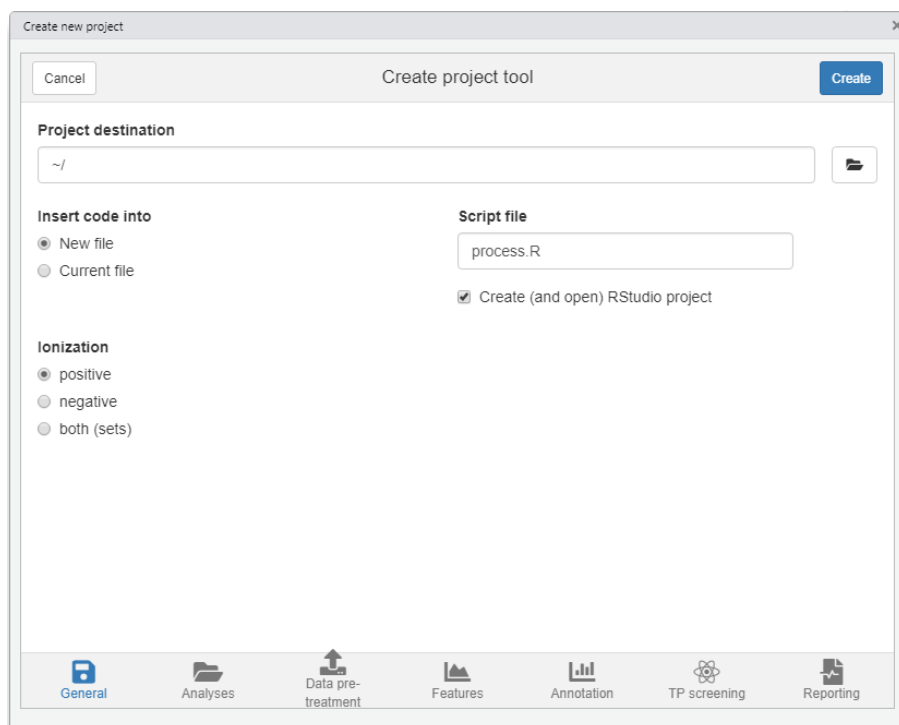 Create new project
Cancel
Create project tool
Create
Project destination
~/
Insert code into
New file
Current file
Script file
process.R
Create (and open) RStudio project
Ionization
positive
negative
both (sets)
General
Analyses
Data pre-
treatment
Features
Annotation
TP screening
Reporting